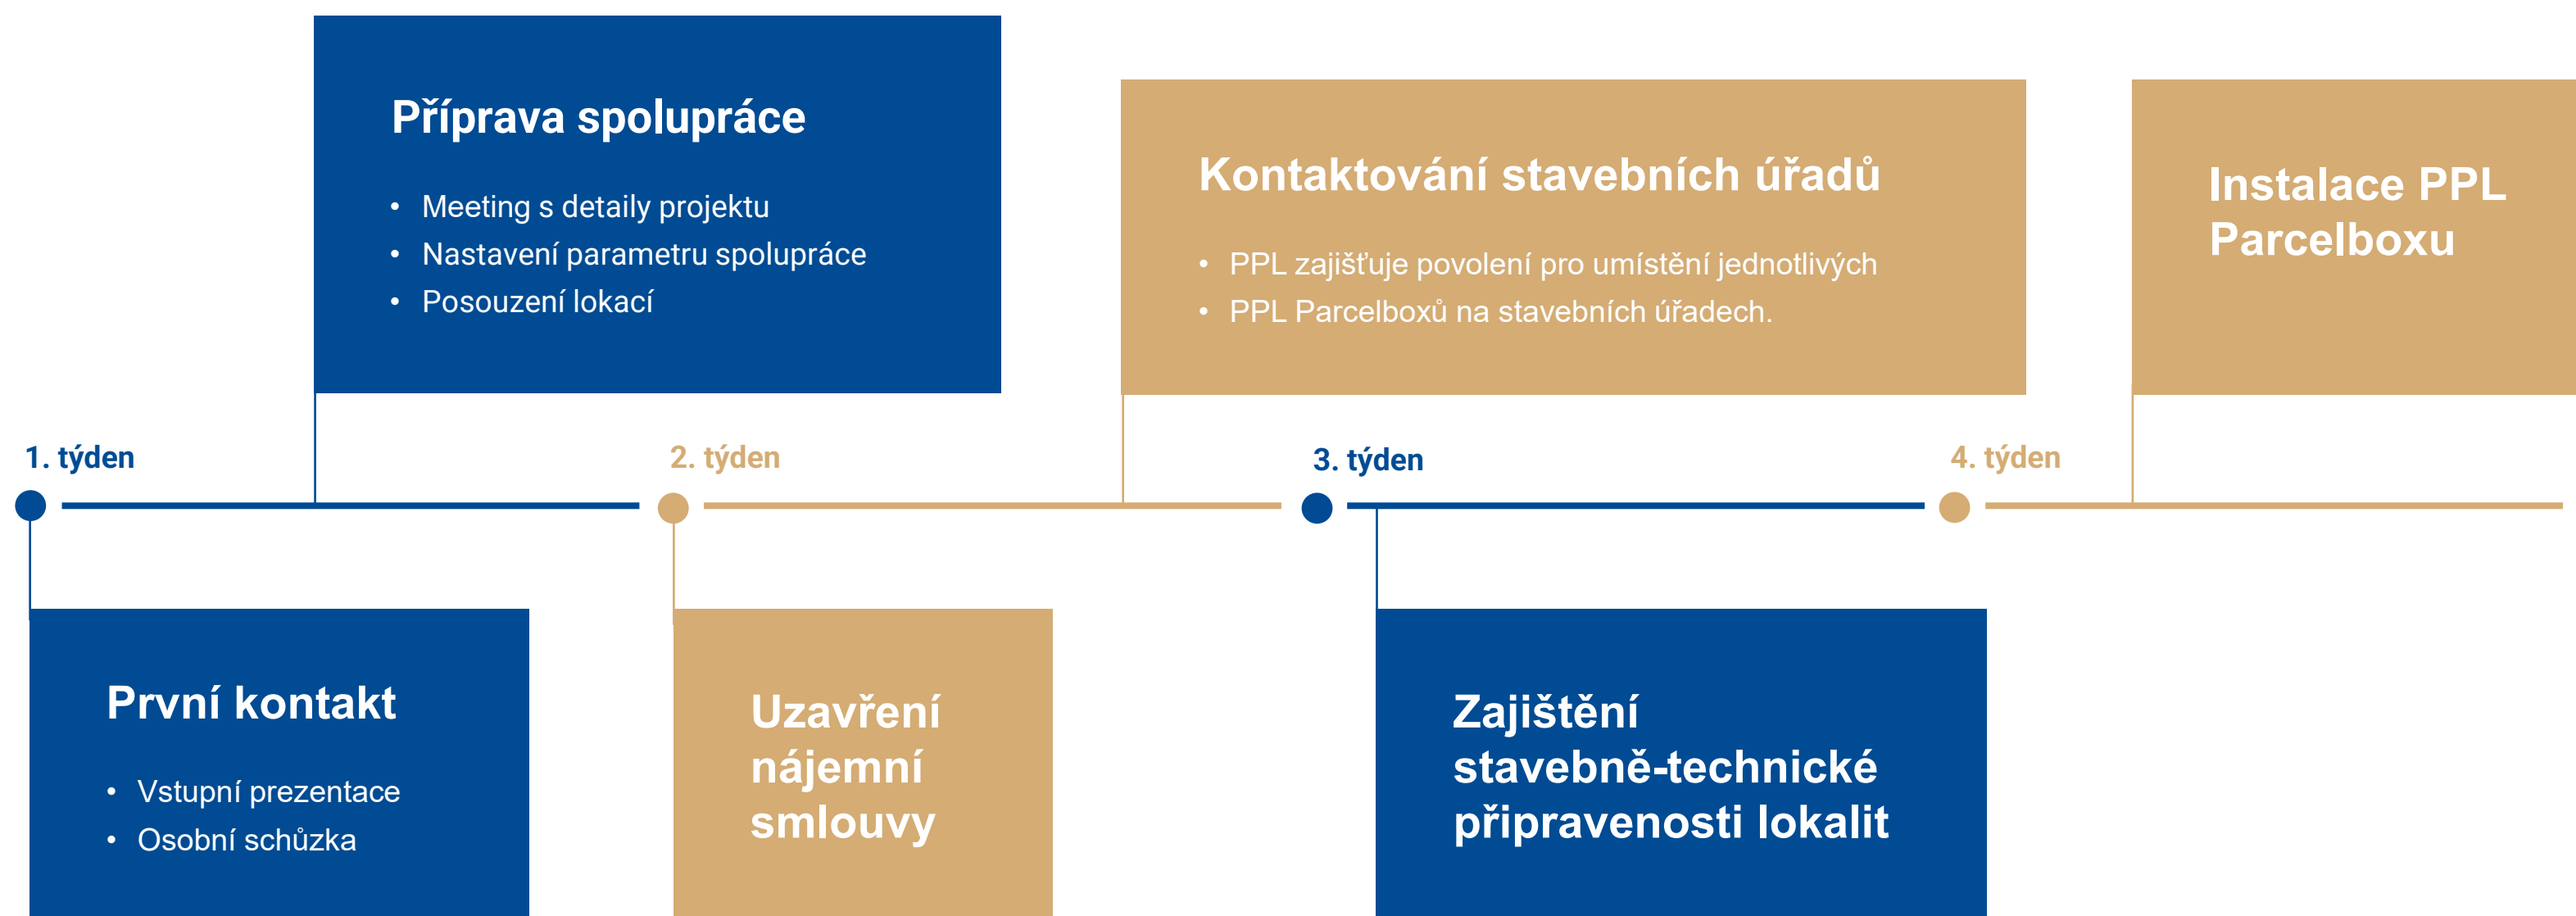 Příprava spolupráce
• Meeting s detaily projektu
• Nastavení parametru spolupráce
• Posouzení lokací
Kontaktování stavebních úřadů
• PPL zajišťuje povolení pro umístění jednotlivých
• PPL Parcelboxů na stavebních úřadech.
Instalace PPL
Parcelboxu
1. týden
2. týden
3. týden
4. týden
První kontakt
• Vstupní prezentace
• Osobní schůzka
Uzavření
nájemní
smlouvy
Zajištění
stavebně-technické
připravenosti lokalit